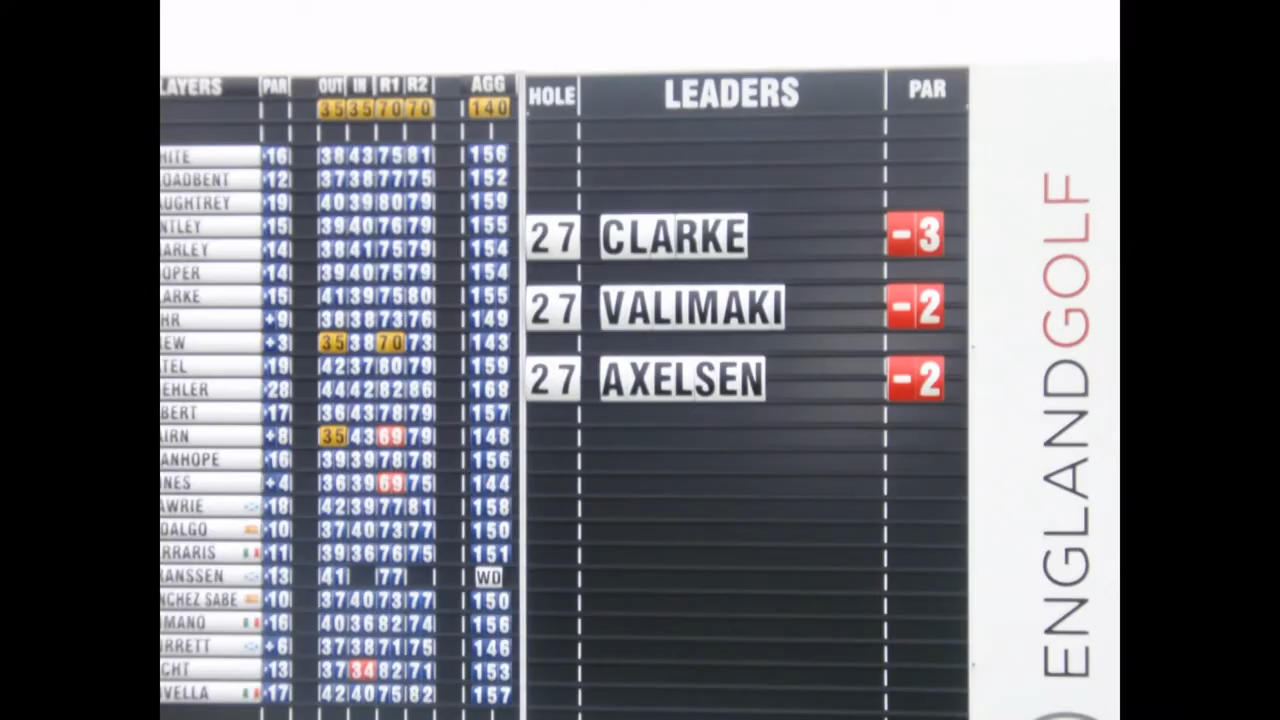 LAYERS PAR OUT IN R1 R2 AGG
35 35 70 70 140
HITE +16 38 43 75 81 156
OADBENT +12 37 38 77 75 152
AUGHTREY +19 40 39 80 79 159
NTLEY +15 39 40 76 79 155
ARLEY +14 38 41 75 79 154
OPER +14 39 40 75 79 154
ARKE +15 41 39 75 80 155
HR +9 38 38 73 76 149
EW +3 35 38 70 73 143
TEL +19 42 37 80 79 159
EHLER +28 44 42 82 86 168
BERT +17 36 43 78 79 157
AIRN +8 35 43 69 79 148
ANHOPE +16 39 39 78 78 156
NES +4 36 39 69 75 144
AWRIE +18 42 39 77 81 158
DALGO +10 37 40 73 77 150
RRARIS +11 39 36 76 75 151
KANSSEN +13 41 77 WD
NCHEZ SABE +10 37 40 73 77 150
MANO +16 40 36 82 74 156
RRETT +6 37 38 71 75 146
CHT +13 37 34 82 71 153
VELLA +17 42 40 75 82 157
HOLE LEADERS PAR
27 CLARKE -3
27 VALIMAKI -2
27 AXELSEN -2
ENGLANDGOLF